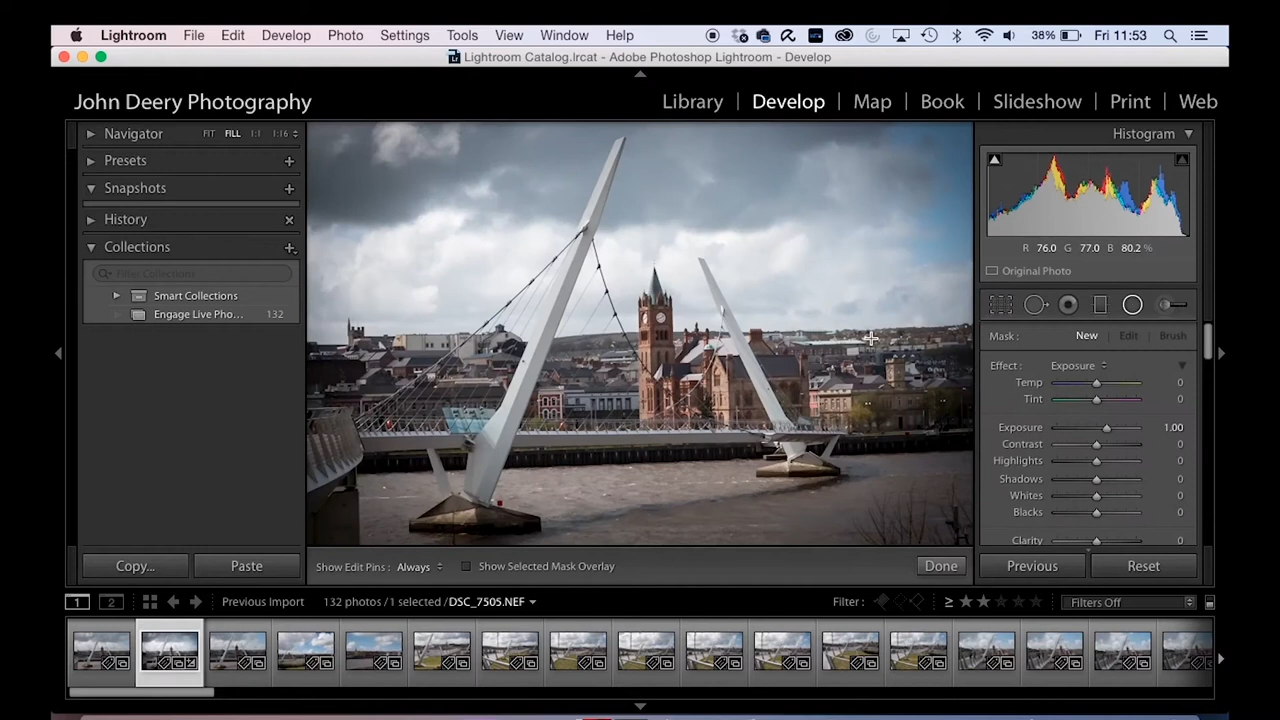 Lightroom File Edit Develop Photo Settings Tools View Window Help 38% Fri 11:53
Lightroom Catalog.lrcat - Adobe Photoshop Lightroom - Develop
John Deery Photography Library | Develop | Map | Book | Slideshow | Print | Web
Navigator FIT FILL 1:1 1:16
Histogram
Presets +
Snapshots +
History
Collections +
Filter Collections
Smart Collections
Engage Live Pho... 132
R 76.0 G 77.0 B 80.2 %
Original Photo
Mask : New Edit Brush
Effect : Exposure
Temp 0
Tint 0
Exposure 1.00
Contrast 0
Highlights 0
Shadows 0
Whites 0
Blacks 0
Clarity 0
Copy... Paste
Show Edit Pins : Always Show Selected Mask Overlay Done
Previous Reset
1 2 Previous Import 132 photos / 1 selected / DSC_7505.NEF Filter : ≥ Filters Off